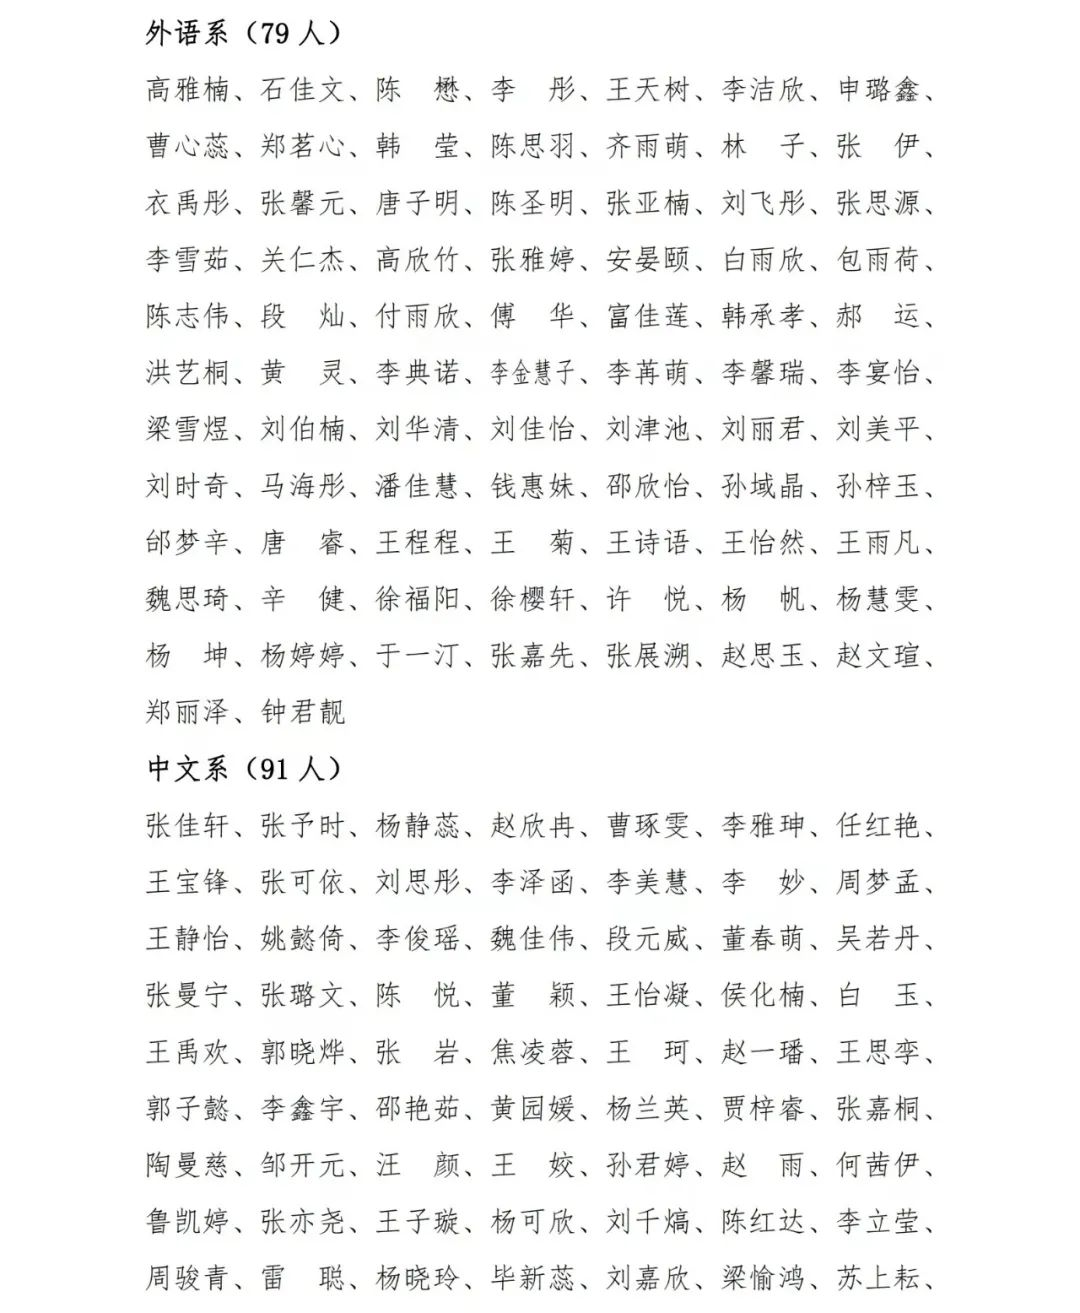 外语系（79 人）
高雅楠、石佳文、陈　懋、李　彤、王天树、李洁欣、申璐鑫、
曹心蕊、郑茗心、韩　莹、陈思羽、齐雨萌、林　子、张　伊、
衣禹彤、张馨元、唐子明、陈圣明、张亚楠、刘飞彤、张思源、
李雪茹、关仁杰、高欣竹、张雅婷、安晏颐、白雨欣、包雨荷、
陈志伟、段　灿、付雨欣、傅　华、富佳莲、韩承孝、郝　运、
洪艺桐、黄　灵、李典诺、李金慧子、李苒萌、李馨瑞、李宴怡、
梁雪煜、刘伯楠、刘华清、刘佳怡、刘津池、刘丽君、刘美平、
刘时奇、马海彤、潘佳慧、钱惠妹、邵欣怡、孙域晶、孙梓玉、
邰梦辛、唐　睿、王程程、王　菊、王诗语、王怡然、王雨凡、
魏思琦、辛　健、徐福阳、徐樱轩、许　悦、杨　帆、杨慧雯、
杨　坤、杨婷婷、于一汀、张嘉先、张展溯、赵思玉、赵文瑄、
郑丽泽、钟君靓
中文系（91 人）
张佳轩、张予时、杨静蕊、赵欣冉、曹琢雯、李雅珅、任红艳、
王宝锋、张可依、刘思彤、李泽函、李美慧、李　妙、周梦孟、
王静怡、姚懿倚、李俊瑶、魏佳伟、段元威、董春萌、吴若丹、
张曼宁、张璐文、陈　悦、董　颖、王怡凝、侯化楠、白　玉、
王禹欢、郭晓烨、张　岩、焦凌蓉、王　珂、赵一璠、王思孪、
郭子懿、李鑫宇、邵艳茹、黄园媛、杨兰英、贾梓睿、张嘉桐、
陶曼慈、邹开元、汪　颜、王　姣、孙君婷、赵　雨、何茜伊、
鲁凯婷、张亦尧、王子璇、杨可欣、刘千熇、陈红达、李立莹、
周骏青、雷　聪、杨晓玲、毕新蕊、刘嘉欣、梁愉鸿、苏上耘、